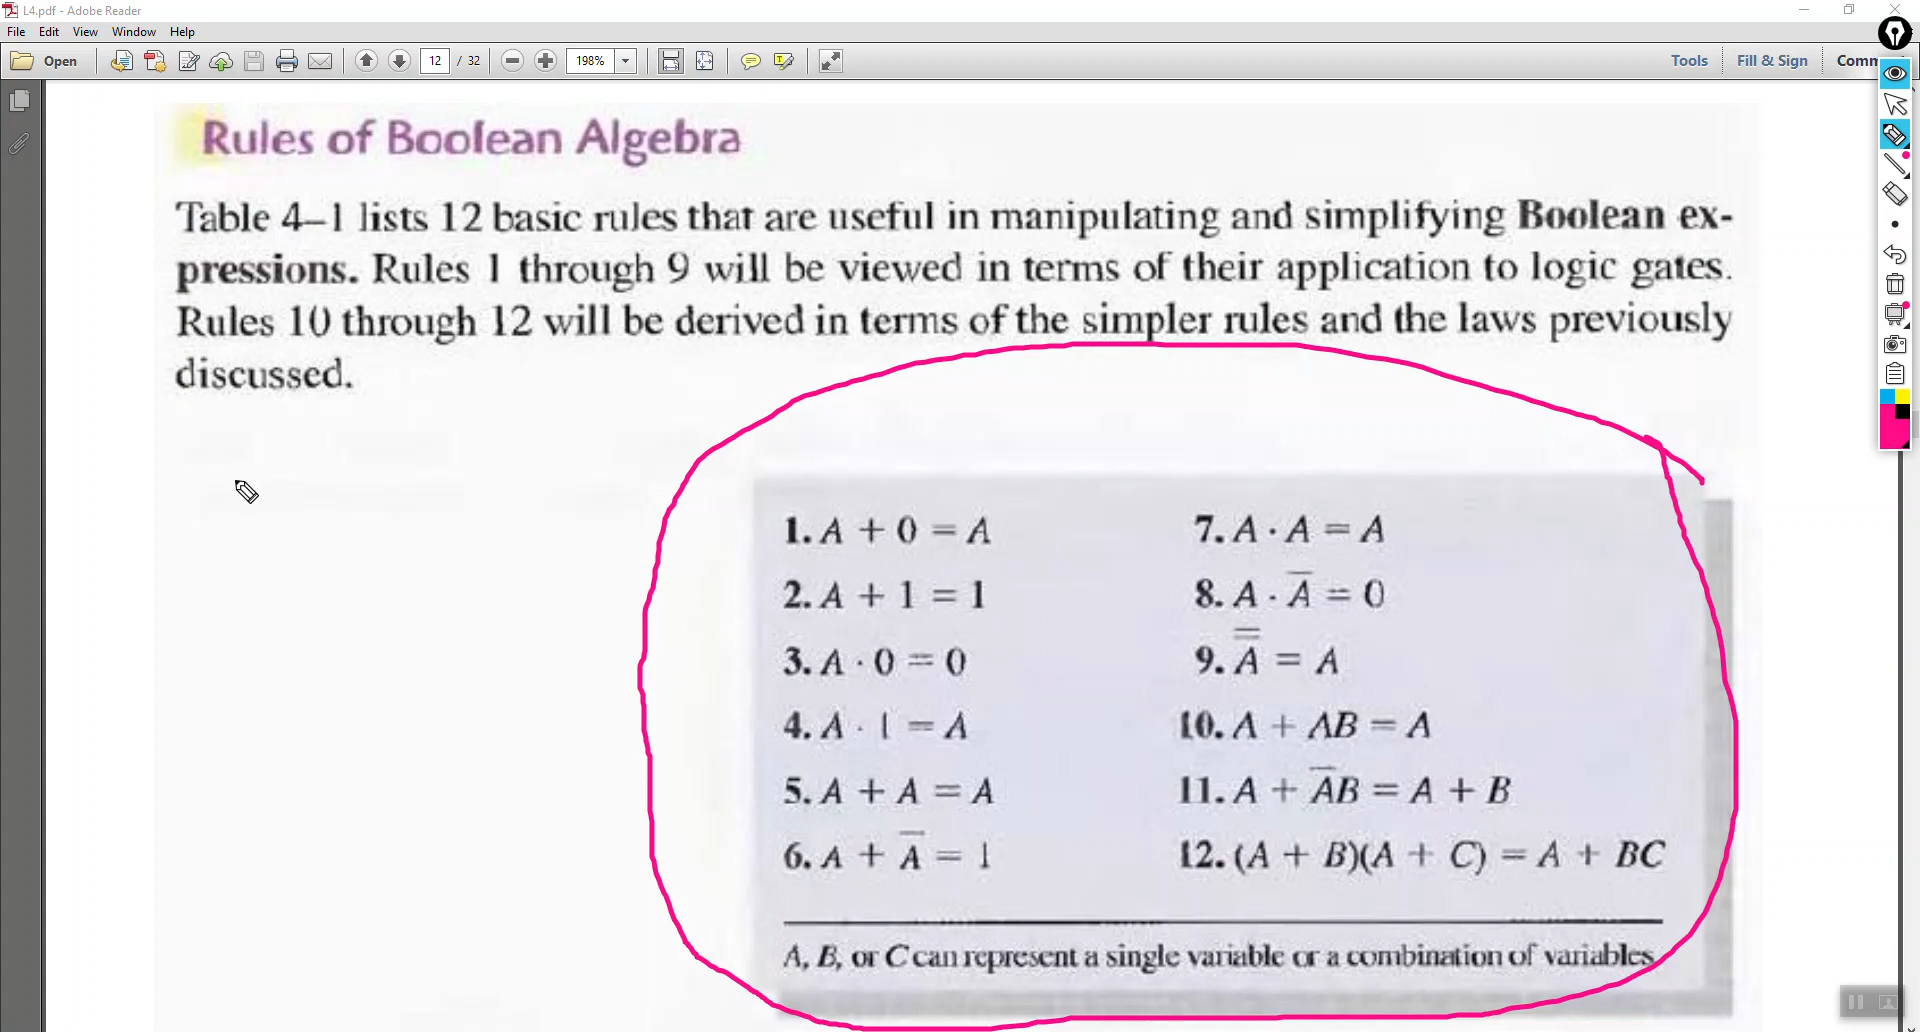 L4.pdf - Adobe Reader
File Edit View Window Help
Open 12 / 32 198% Tools Fill & Sign
Rules of Boolean Algebra
Table 4–1 lists 12 basic rules that are useful in manipulating and simplifying Boolean ex-
pressions. Rules 1 through 9 will be viewed in terms of their application to logic gates.
Rules 10 through 12 will be derived in terms of the simpler rules and the laws previously
discussed.
1. A + 0 = A
2. A + 1 = 1
3. A · 0 = 0
4. A · 1 = A
5. A + A = A
6. A + A̅ = 1
7. A · A = A
8. A · A̅ = 0
9. A̿ = A
10. A + AB = A
11. A + A̅B = A + B
12. (A + B)(A + C) = A + BC
A, B, or C can represent a single variable or a combination of variables